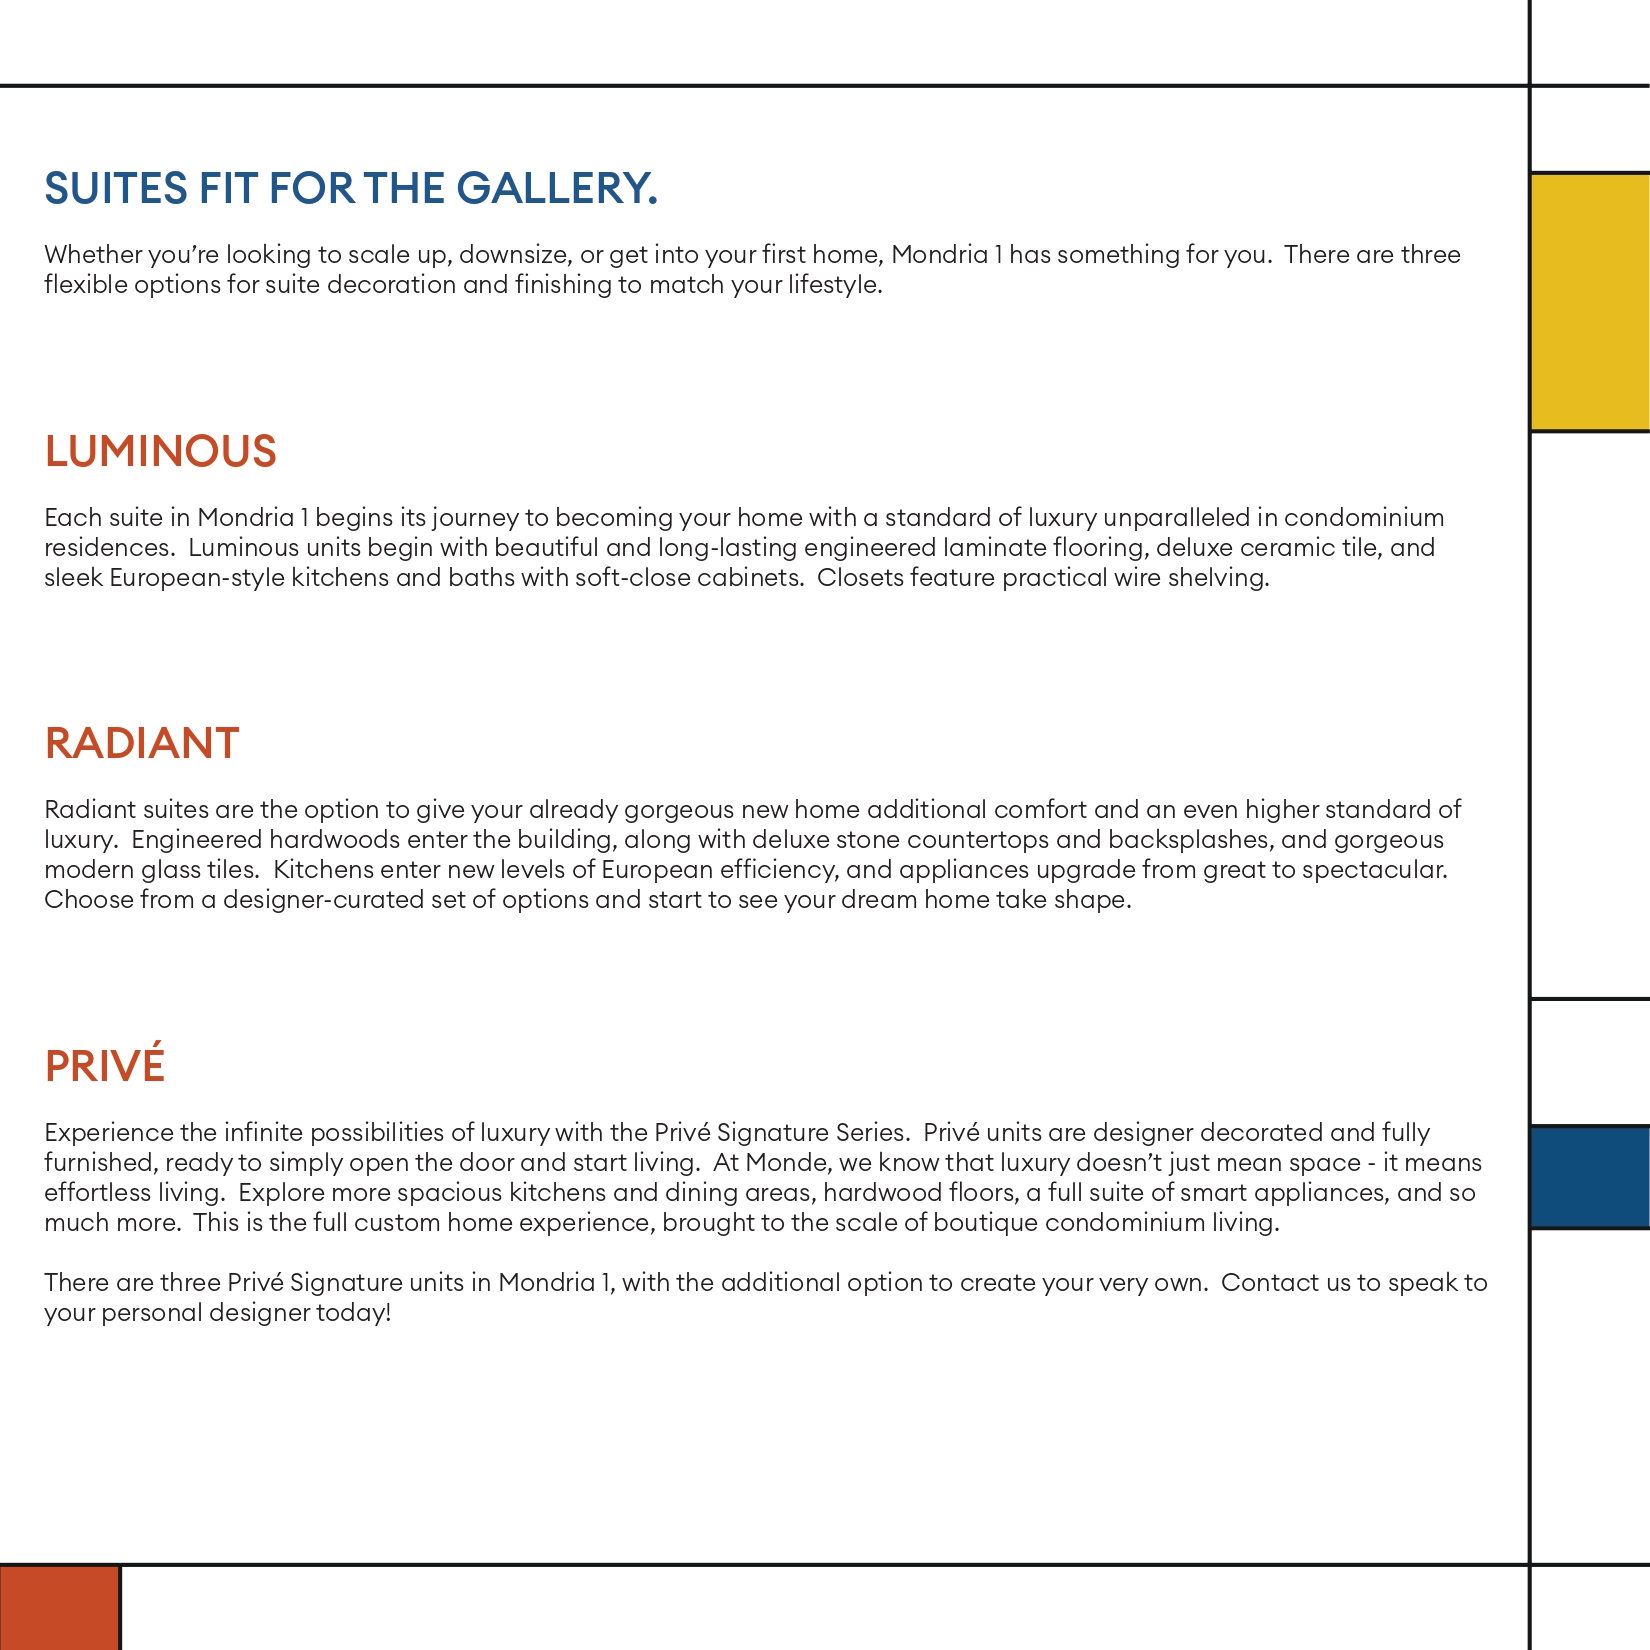 SUITES FIT FOR THE GALLERY.
Whether you’re looking to scale up, downsize, or get into your first home, Mondria 1 has something for you.  There are three
flexible options for suite decoration and finishing to match your lifestyle.
LUMINOUS
Each suite in Mondria 1 begins its journey to becoming your home with a standard of luxury unparalleled in condominium
residences.  Luminous units begin with beautiful and long-lasting engineered laminate flooring, deluxe ceramic tile, and
sleek European-style kitchens and baths with soft-close cabinets.  Closets feature practical wire shelving.
RADIANT
Radiant suites are the option to give your already gorgeous new home additional comfort and an even higher standard of
luxury.  Engineered hardwoods enter the building, along with deluxe stone countertops and backsplashes, and gorgeous
modern glass tiles.  Kitchens enter new levels of European efficiency, and appliances upgrade from great to spectacular.
Choose from a designer-curated set of options and start to see your dream home take shape.
PRIVÉ
Experience the infinite possibilities of luxury with the Privé Signature Series.  Privé units are designer decorated and fully
furnished, ready to simply open the door and start living.  At Monde, we know that luxury doesn’t just mean space - it means
effortless living.  Explore more spacious kitchens and dining areas, hardwood floors, a full suite of smart appliances, and so
much more.  This is the full custom home experience, brought to the scale of boutique condominium living.
There are three Privé Signature units in Mondria 1, with the additional option to create your very own.  Contact us to speak to
your personal designer today!